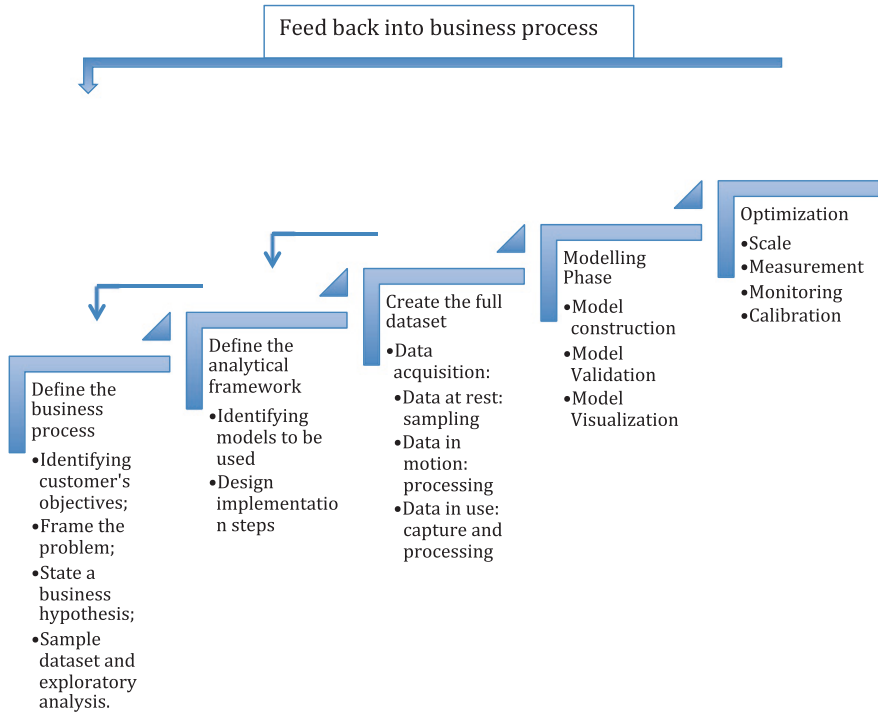 Feed back into business process
Define the
business
process
•Identifying
customer's
objectives;
•Frame the
problem;
•State a
business
hypothesis;
•Sample
dataset and
exploratory
analysis.
Define the
analytical
framework
•Identifying
models to be
used
•Design
implementatio
n steps
Create the full
dataset
•Data
acquisition:
•Data at rest:
sampling
•Data in
motion:
processing
•Data in use:
capture and
processing
Modelling
Phase
•Model
construction
•Model
Validation
•Model
Visualization
Optimization
•Scale
•Measurement
•Monitoring
•Calibration